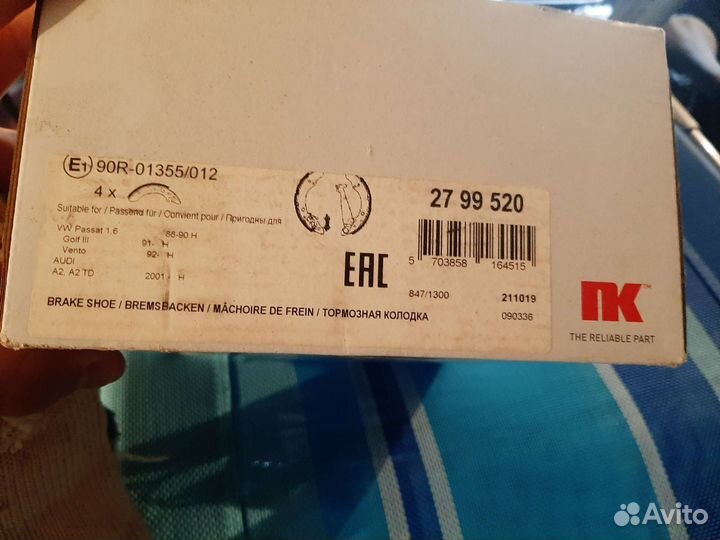 E1 90R-01355/012
4 x
27 99 520
Suitable for / Passend für / Convient pour / Пригодны для
VW Passat 1.6 88-90 H
Golf III 91- H
Vento 92- H
AUDI
A2, A2 TD 2001 - H
EAC
5 703858 164515
847/1300 211019
090336
BRAKE SHOE / BREMSBACKEN / MÂCHOIRE DE FREIN / ТОРМОЗНАЯ КОЛОДКА
NK™
THE RELIABLE PART
Avito